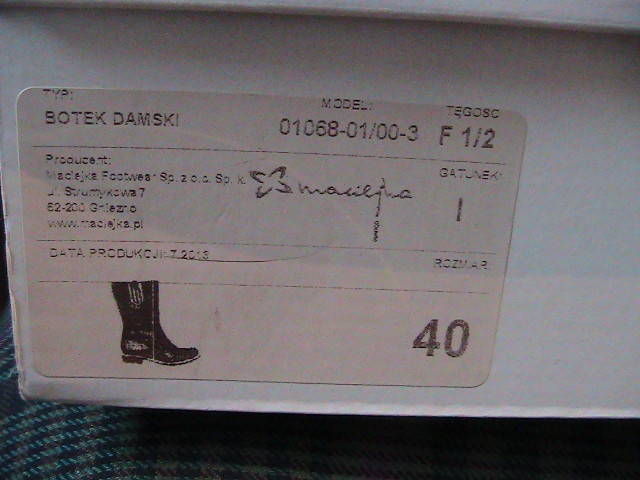 TYP:
BOTEK DAMSKI
MODEL:
01068-01/00-3
TĘGOŚĆ
F 1/2
Producent:
Maciejka Footwear Sp. z o.o. Sp. k.
ul. Strumykowa 7
62-200 Gniezno
www.maciejka.pl
maciejka
GATUNEK:
I
DATA PRODUKCJI: 7.2013
ROZMIAR:
40